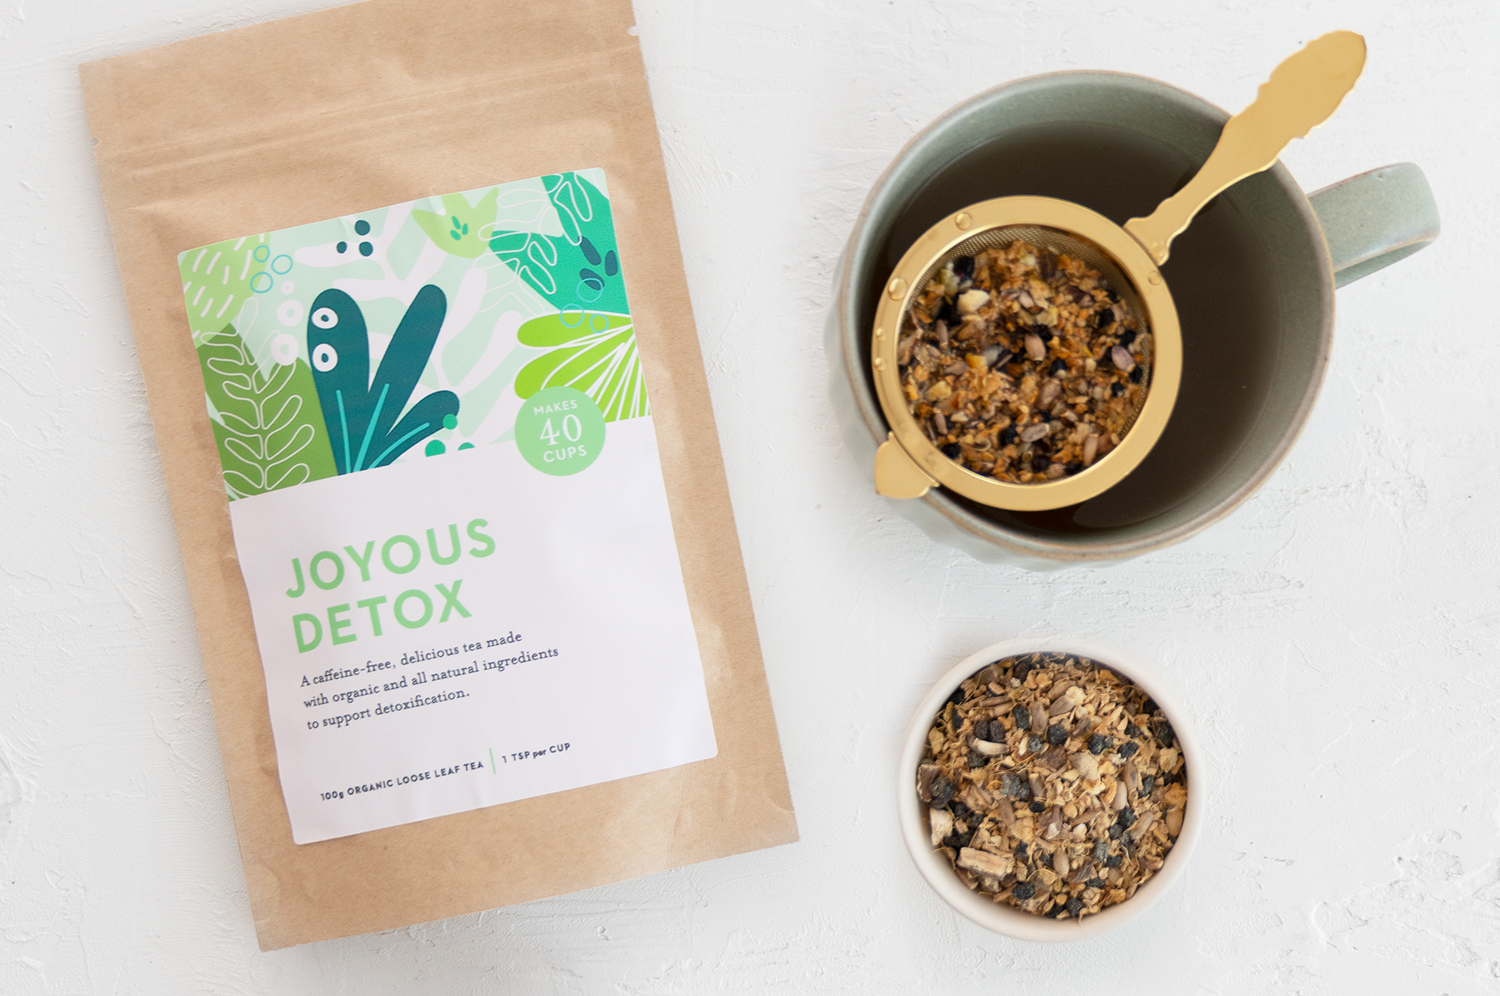 MAKES
40
CUPS
JOYOUS
DETOX
A caffeine-free, delicious tea made
with organic and all natural ingredients
to support detoxification.
100g ORGANIC LOOSE LEAF TEA | 1 TSP per CUP